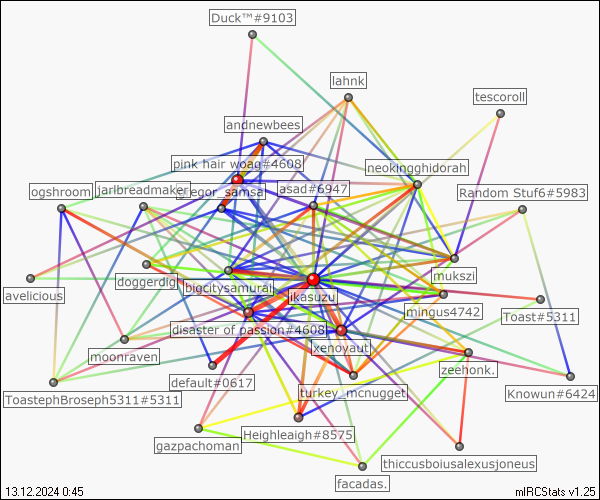 Duck™#9103
lahnk
tescoroll
andnewbees
pink hair woag#4608
neokingghidorah
ogshroom
jarlbreadmaker
gregor_samsa
asad#6947
Random Stuf6#5983
doggerdig
mukszi
avelicious
bigcitysamurai
ikasuzu
mingus4742
Toast#5311
disaster of passion#4608
xenoyaut
moonraven
zeehonk.
default#0617
turkey_mcnugget
Knowun#6424
ToastephBroseph5311#5311
Heighleigh#8575
gazpachoman
thiccusboiusalexusjoneus
facadas.
13.12.2024 0:45
mIRCStats v1.25